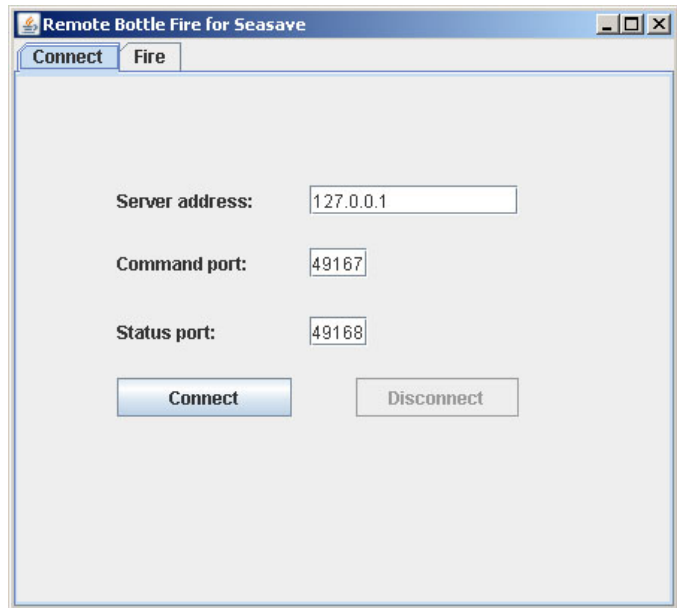 Remote Bottle Fire for Seasave
Connect Fire
Server address: 127.0.0.1
Command port: 49167
Status port: 49168
Connect Disconnect